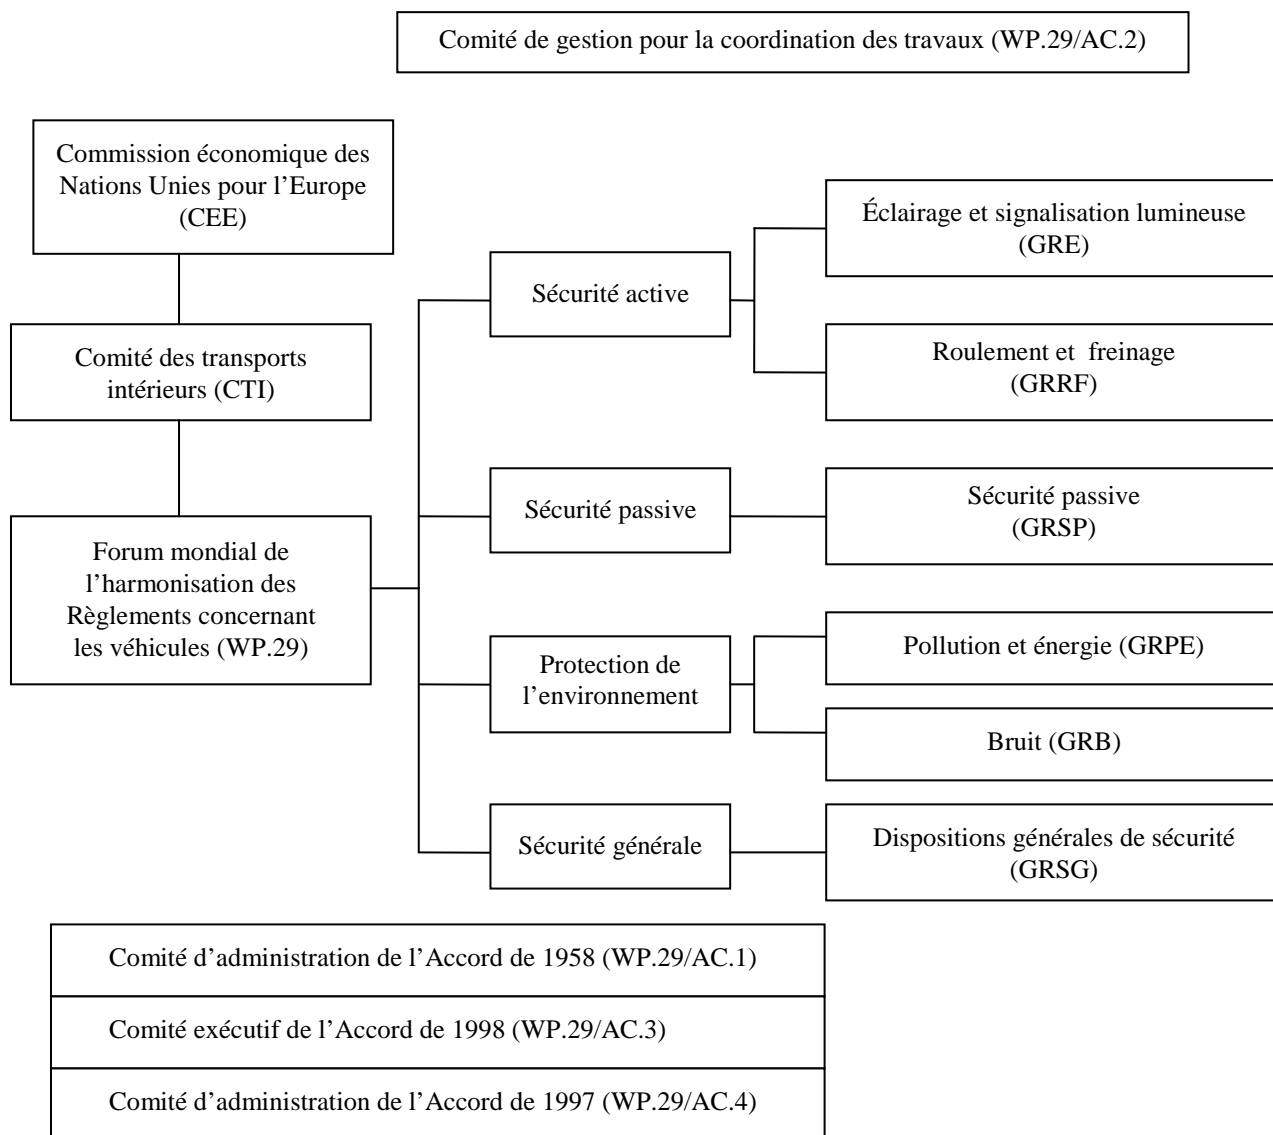 Comité de gestion pour la coordination des travaux (WP.29/AC.2)
Commission économique des
Nations Unies pour l’Europe
(CEE)
Comité des transports
intérieurs (CTI)
Forum mondial de
l’harmonisation des
Règlements concernant
les véhicules (WP.29)
Sécurité active
Éclairage et signalisation lumineuse
(GRE)
Roulement et  freinage
(GRRF)
Sécurité passive
Sécurité passive
(GRSP)
Protection de
l’environnement
Pollution et énergie (GRPE)
Bruit (GRB)
Sécurité générale
Dispositions générales de sécurité
(GRSG)
Comité d’administration de l’Accord de 1958 (WP.29/AC.1)
Comité exécutif de l’Accord de 1998 (WP.29/AC.3)
Comité d’administration de l’Accord de 1997 (WP.29/AC.4)